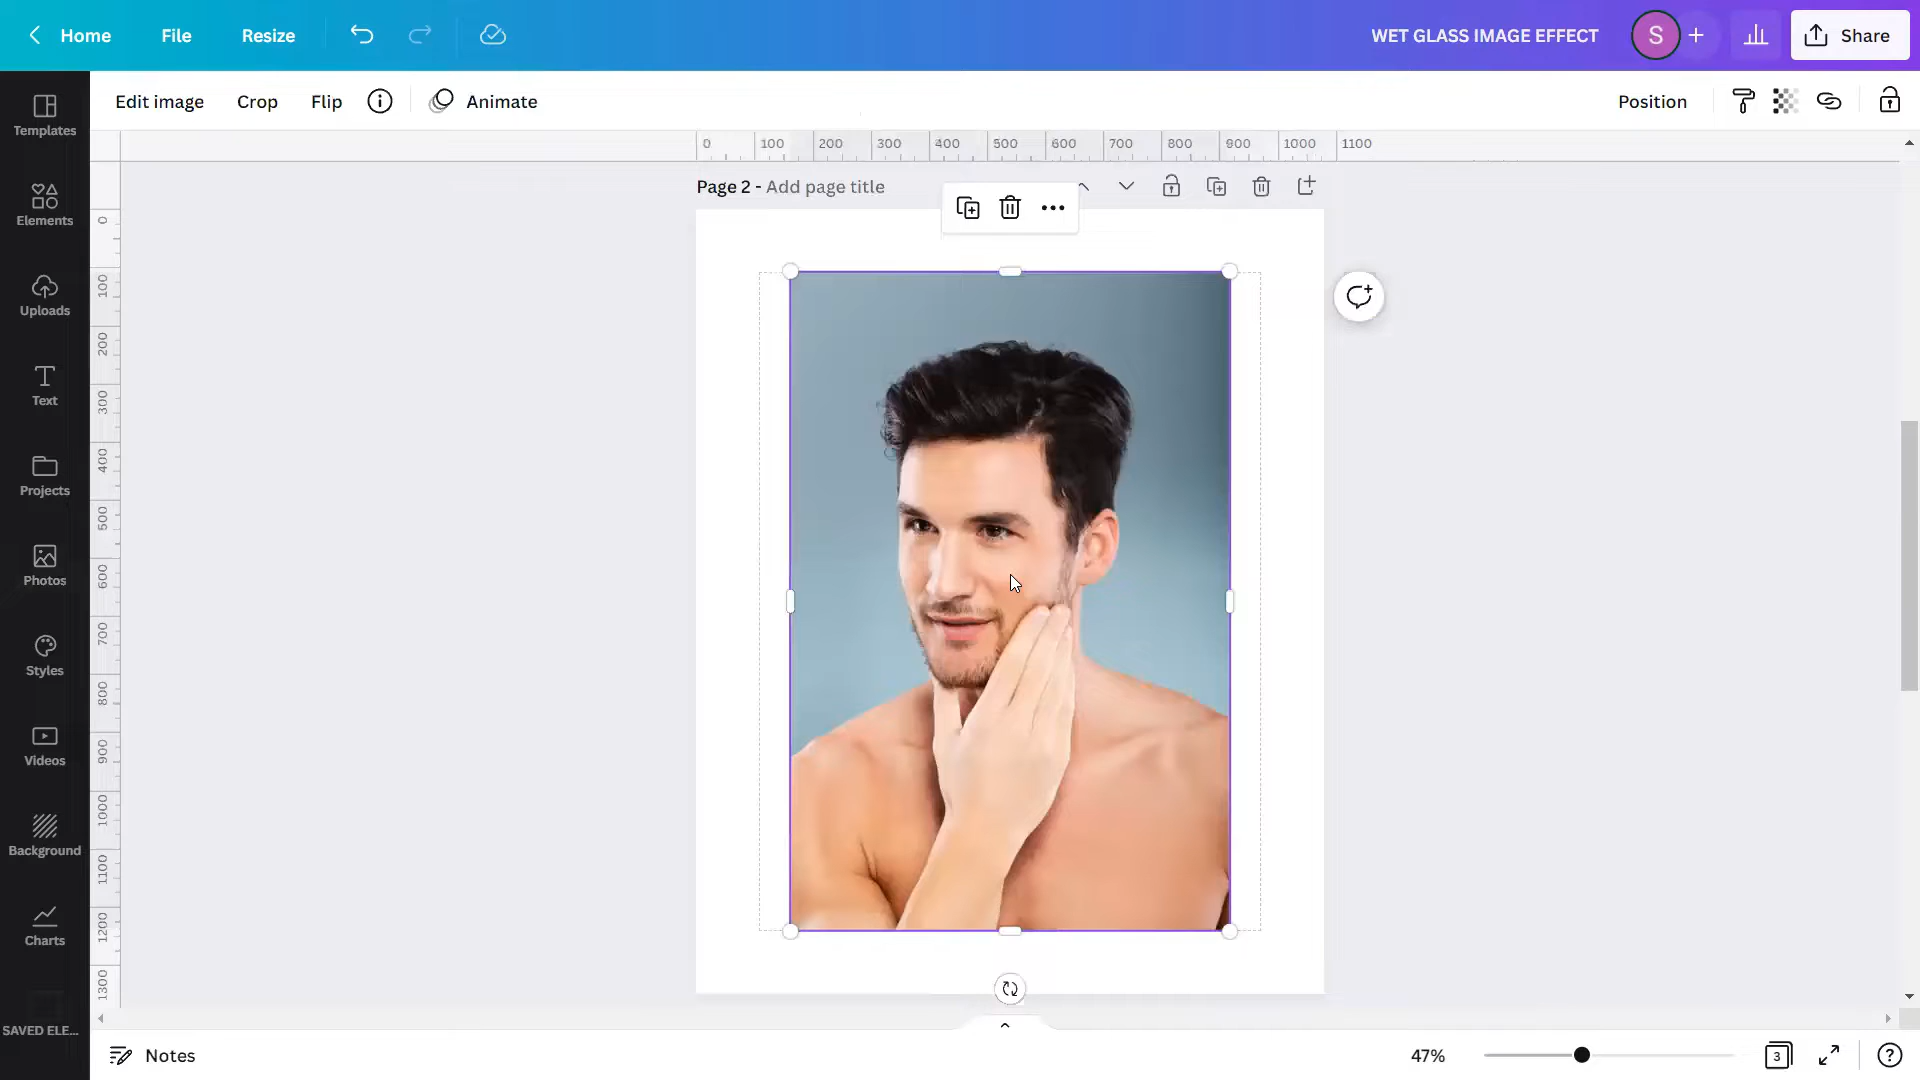 Home File Resize WET GLASS IMAGE EFFECT S Share
Edit image Crop Flip Animate Position
0 100 200 300 400 500 600 700 800 900 1000 1100
Page 2 - Add page title
Templates
Elements
Uploads
Text
Projects
Photos
Styles
Videos
Background
Charts
SAVED ELE...
0
100
200
300
400
500
600
700
800
900
1000
1100
1200
1300
Notes 47% 3